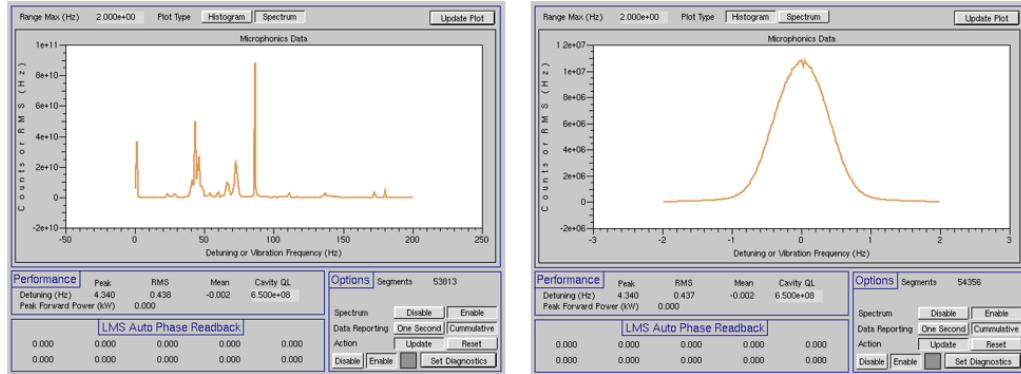 Range Max (Hz) 2.000e+00 Plot Type Histogram Spectrum Update Plot
Microphonics Data
Counts or RMS (Hz)
1e+11
8e+10
6e+10
4e+10
2e+10
0
-2e+10
-50 0 50 100 150 200 250
Detuning or Vibration Frequency (Hz)
Performance Peak RMS Mean Cavity QL
Detuning (Hz) 4.340 0.438 -0.002 6.500e+08
Peak Forward Power (kW) 0.000
LMS Auto Phase Readback
0.000 0.000 0.000 0.000 0.000
0.000 0.000 0.000 0.000 0.000
Options Segments 53813
Spectrum Disable Enable
Data Reporting One Second Cummulative
Action Update Reset
Disable Enable Set Diagnostics
Range Max (Hz) 2.000e+00 Plot Type Histogram Spectrum Update Plot
Microphonics Data
Counts or RMS (Hz)
1.2e+07
1e+07
8e+06
6e+06
4e+06
2e+06
0
-2e+06
-3 -2 -1 0 1 2 3
Detuning or Vibration Frequency (Hz)
Performance Peak RMS Mean Cavity QL
Detuning (Hz) 4.340 0.437 -0.002 6.500e+08
Peak Forward Power (kW) 0.000
LMS Auto Phase Readback
0.000 0.000 0.000 0.000 0.000
0.000 0.000 0.000 0.000 0.000
Options Segments 54356
Spectrum Disable Enable
Data Reporting One Second Cummulative
Action Update Reset
Disable Enable Set Diagnostics